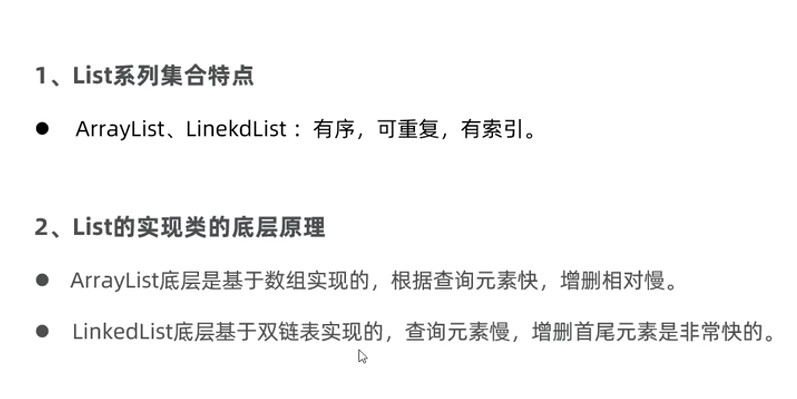 1、List系列集合特点
● ArrayList、LinekdList ：有序，可重复，有索引。
2、List的实现类的底层原理
● ArrayList底层是基于数组实现的，根据查询元素快，增删相对慢。
● LinkedList底层基于双链表实现的，查询元素慢，增删首尾元素是非常快的。